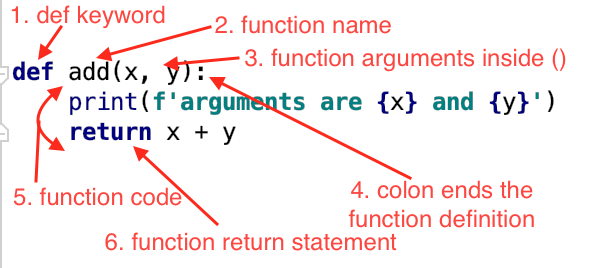 1. def keyword
2. function name
3. function arguments inside ()
def add(x, y):
print(f'arguments are {x} and {y}')
return x + y
5. function code
4. colon ends the
function definition
6. function return statement